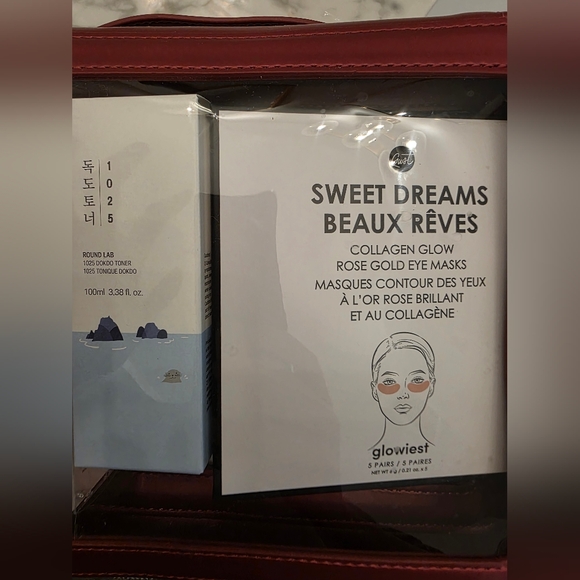 독 1
도 0
토 2
너 5
ROUND LAB
1025 DOKDO TONER
1025 TONIQUE DOKDO
100ml 3.38 fl. oz.
SWEET DREAMS
BEAUX RÊVES
COLLAGEN GLOW
ROSE GOLD EYE MASKS
MASQUES CONTOUR DES YEUX
À L'OR ROSE BRILLANT
ET AU COLLAGÈNE
glowiest
5 PAIRS / 5 PAIRES